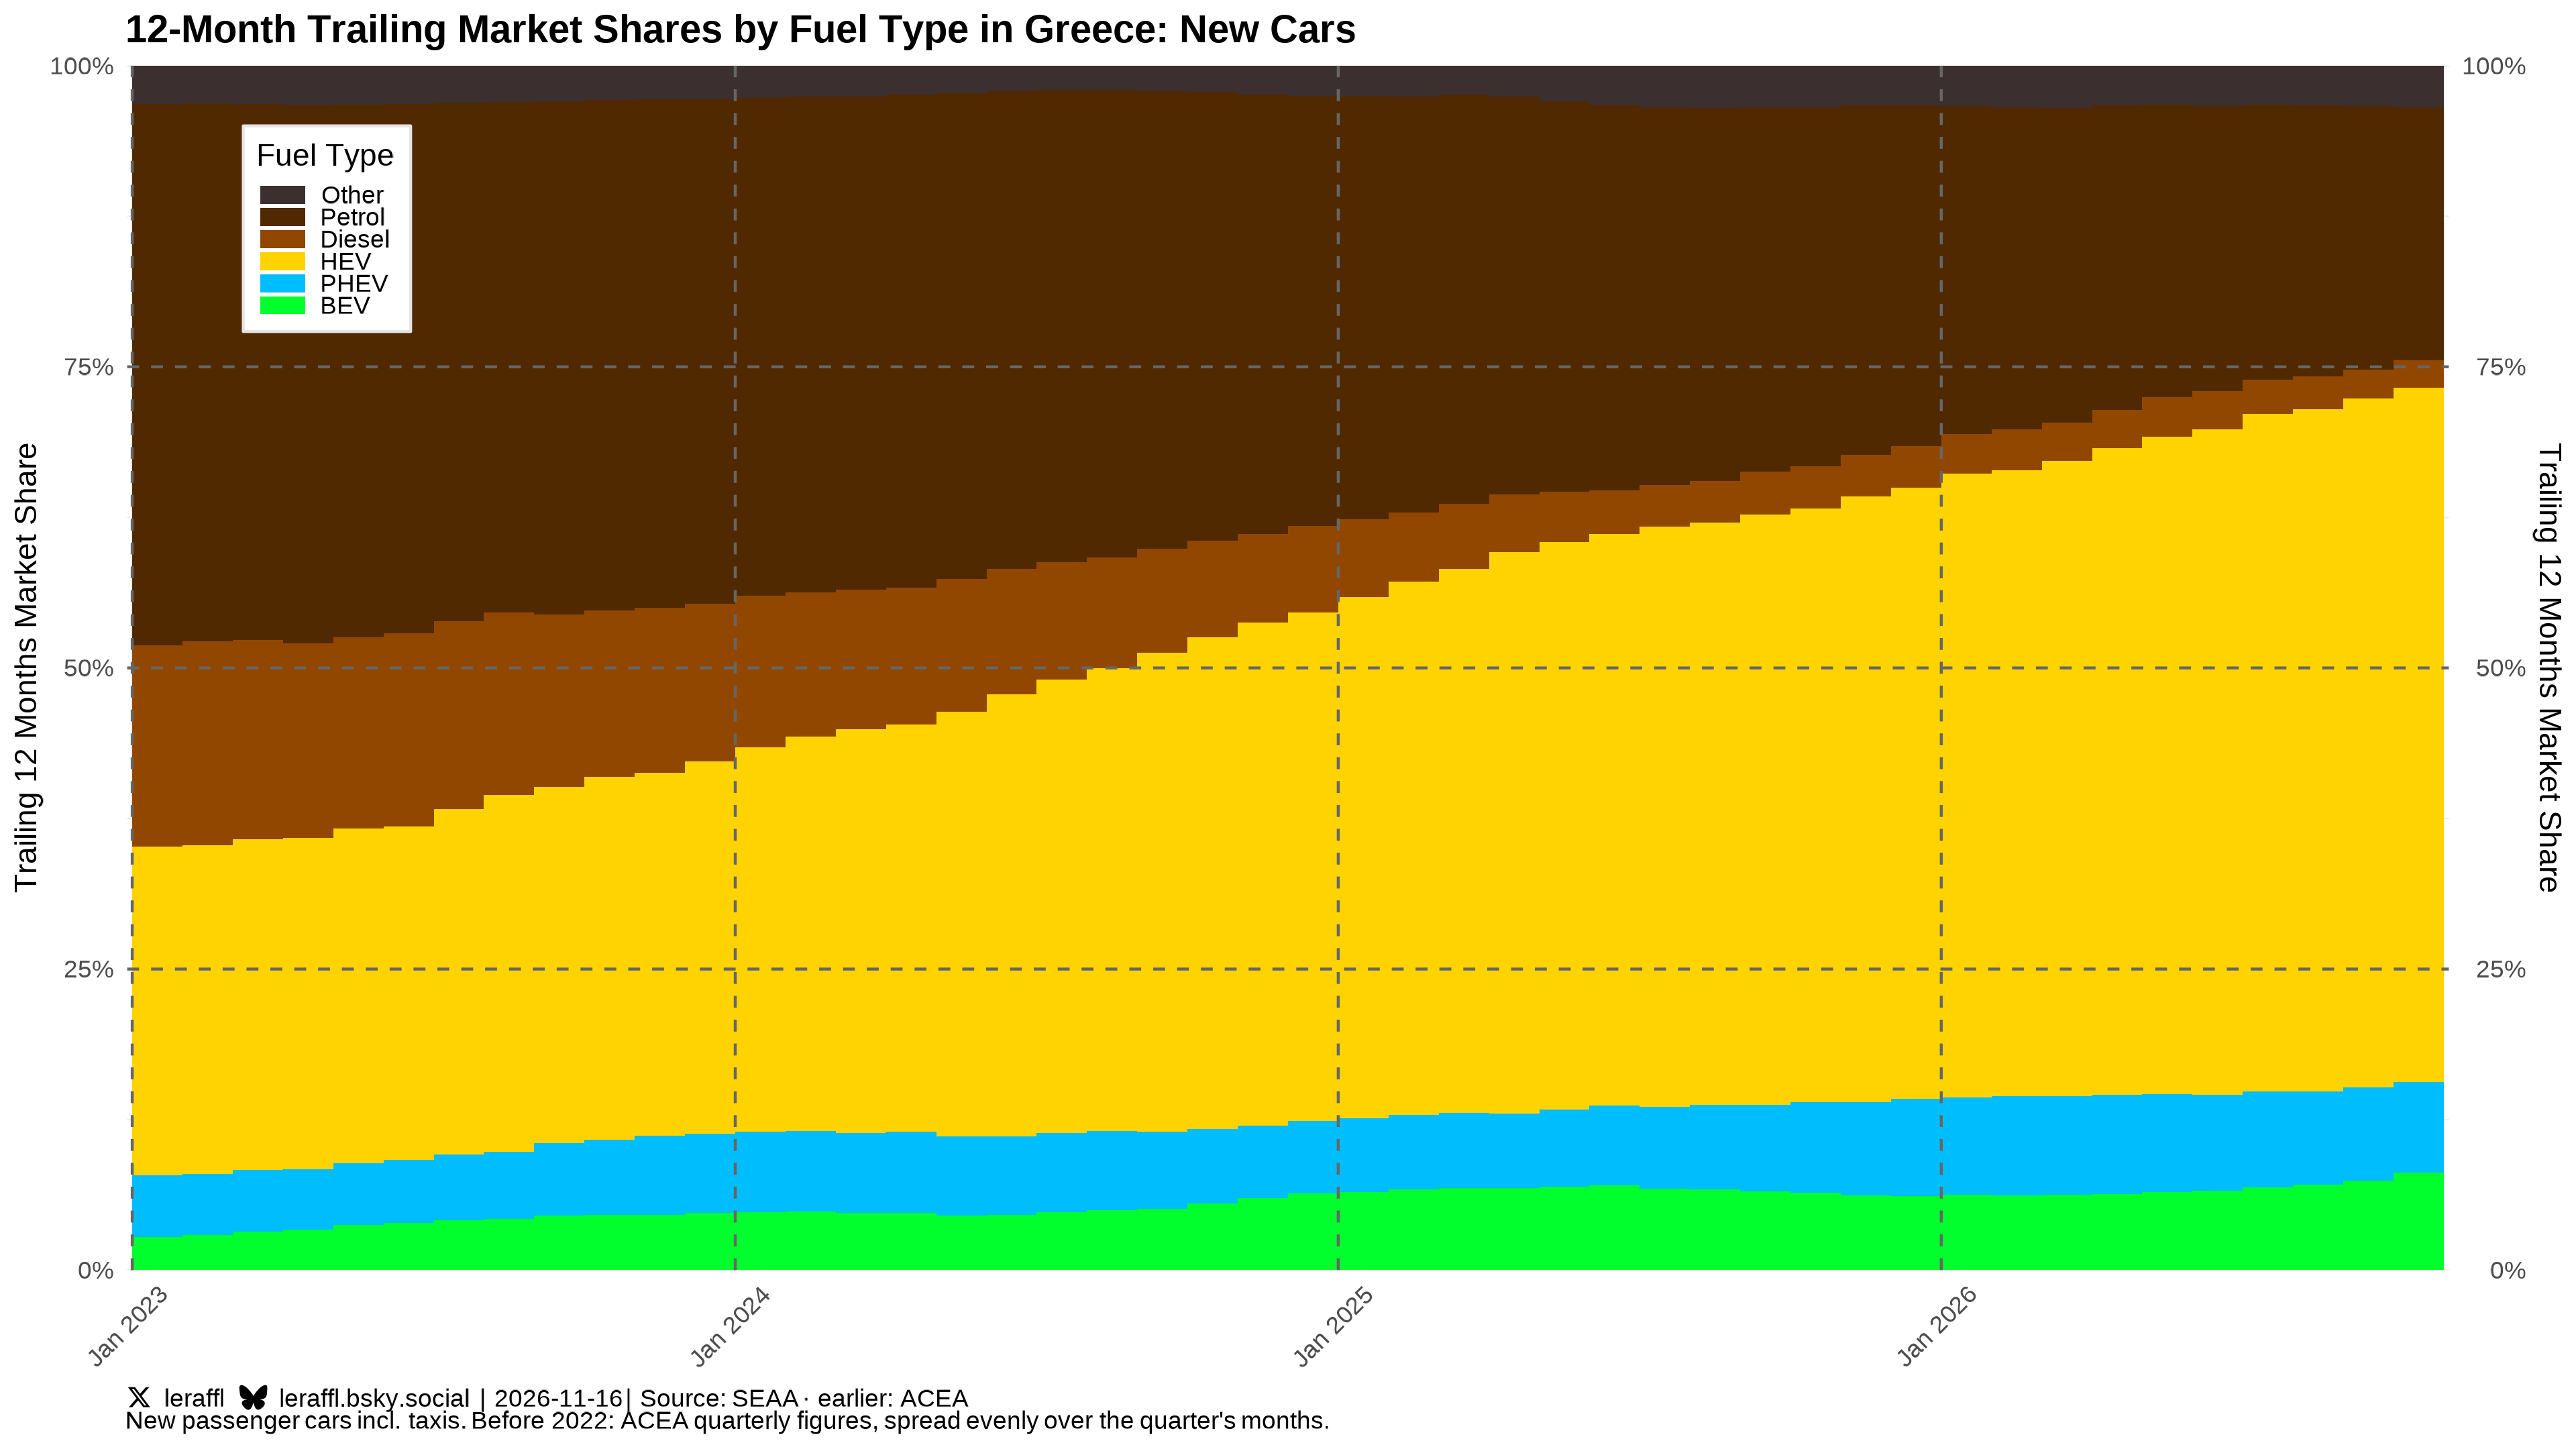 12-Month Trailing Market Shares by Fuel Type in Greece: New Cars
100%
100%
Fuel Type
Other
Petrol
Diesel
HEV
PHEV
BEV
75%
75%
Trailing 12 Months Market Share
Trailing 12 Months Market Share
50%
50%
25%
25%
0%
0%
Jan 2023
Jan 2024
Jan 2025
Jan 2026
leraffl leraffl.bsky.social | 2026-11-16| Source: SEAA · earlier: ACEA
New passenger cars incl. taxis. Before 2022: ACEA quarterly figures, spread evenly over the quarter's months.